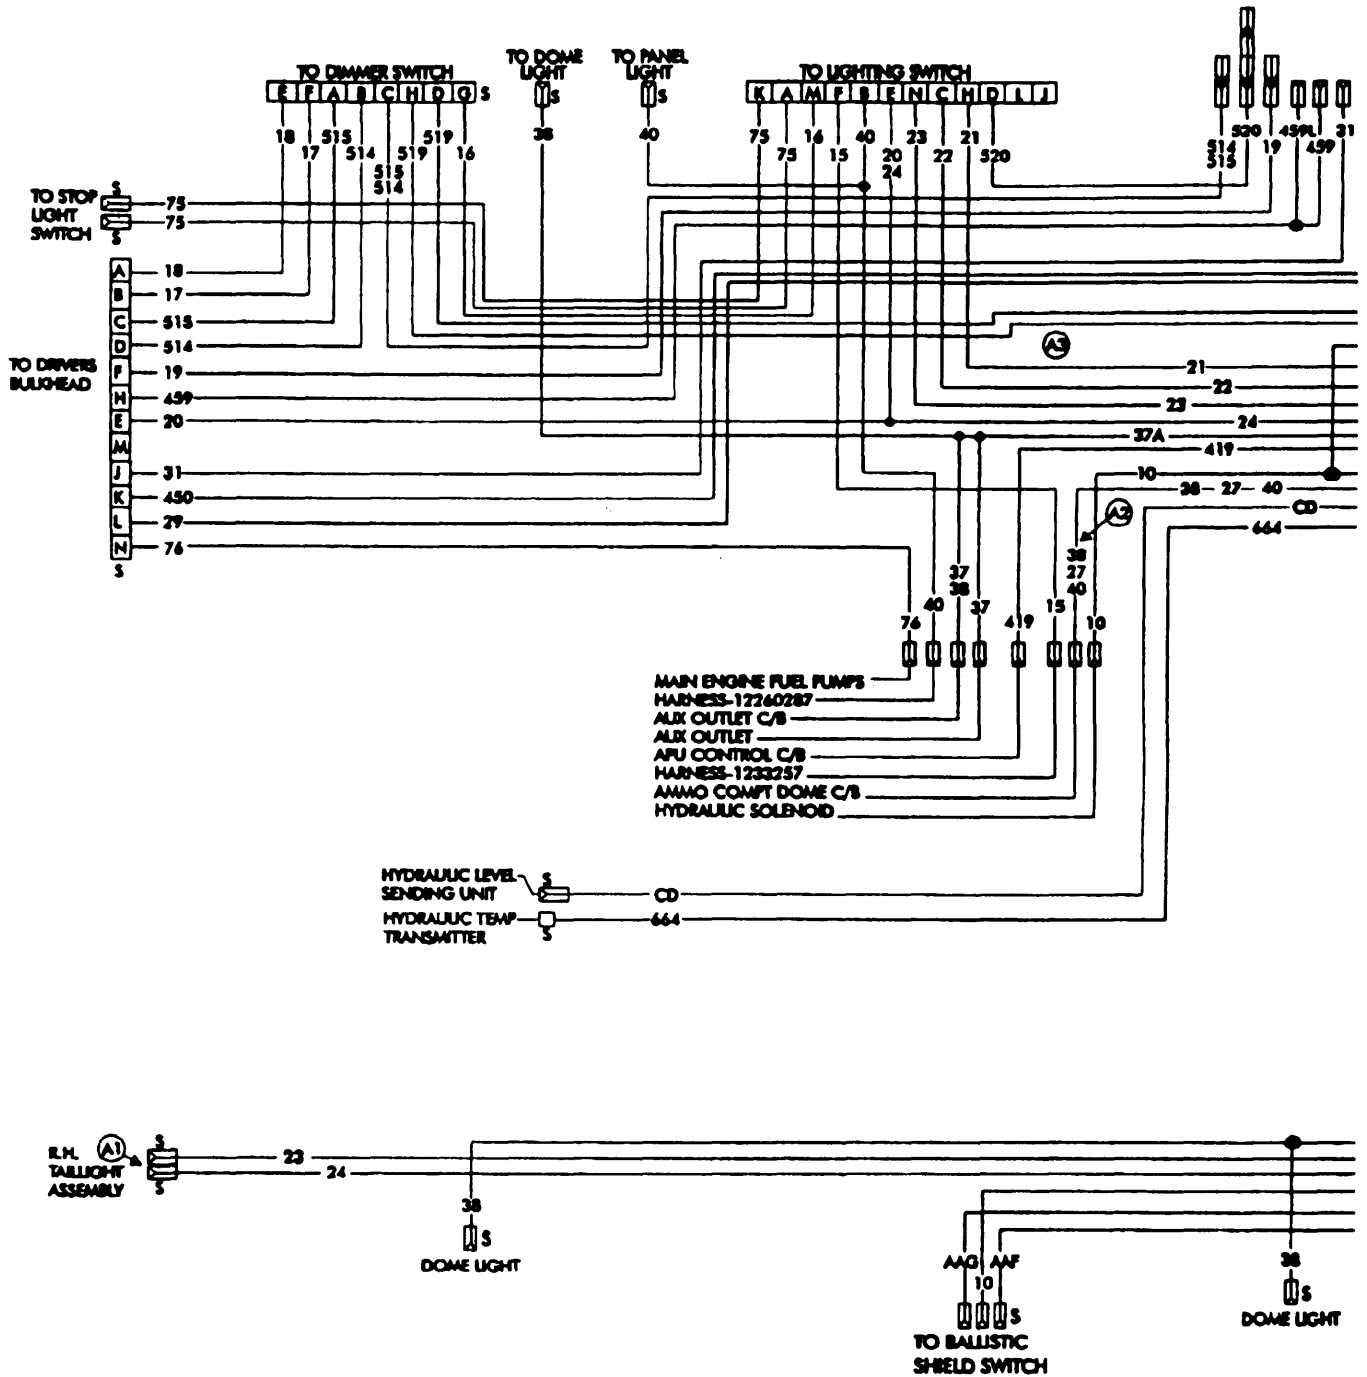 TO DIMMER SWITCH
E F A B C H D G S
TO DOME
LIGHT
S
TO PANEL
LIGHT
S
TO LIGHTING SWITCH
K A M F B E N C H D L J
18 17 515 514 515 514 519 519 16
38
40
75 75 16 15 40 20 24 23 22 21 520
514
515
520
19
459L
459
31
TO STOP
LIGHT
SWITCH
S
75
75
S
TO DRIVERS
BULKHEAD
A 18
B 17
C 515
D 514
F 19
H 459
E 20
M
J 31
K 450
L 29
N 76
S
A3
21
22
23
24
37A
419
10
38 27 40
CD
664
A2
76
40
37
38
37
419
15
38
27
40
10
MAIN ENGINE FUEL PUMPS
HARNESS-12260287
AUX OUTLET C/B
AUX OUTLET
APU CONTROL C/B
HARNESS-1233257
AMMO COMPT DOME C/B
HYDRAULIC SOLENOID
HYDRAULIC LEVEL
SENDING UNIT
S
CD
HYDRAULIC TEMP
TRANSMITTER
S
664
R.H.
TAILLIGHT
ASSEMBLY
A1
S
23
24
S
38
S
DOME LIGHT
AAG
10
AAF
S
TO BALLISTIC
SHIELD SWITCH
38
S
DOME LIGHT